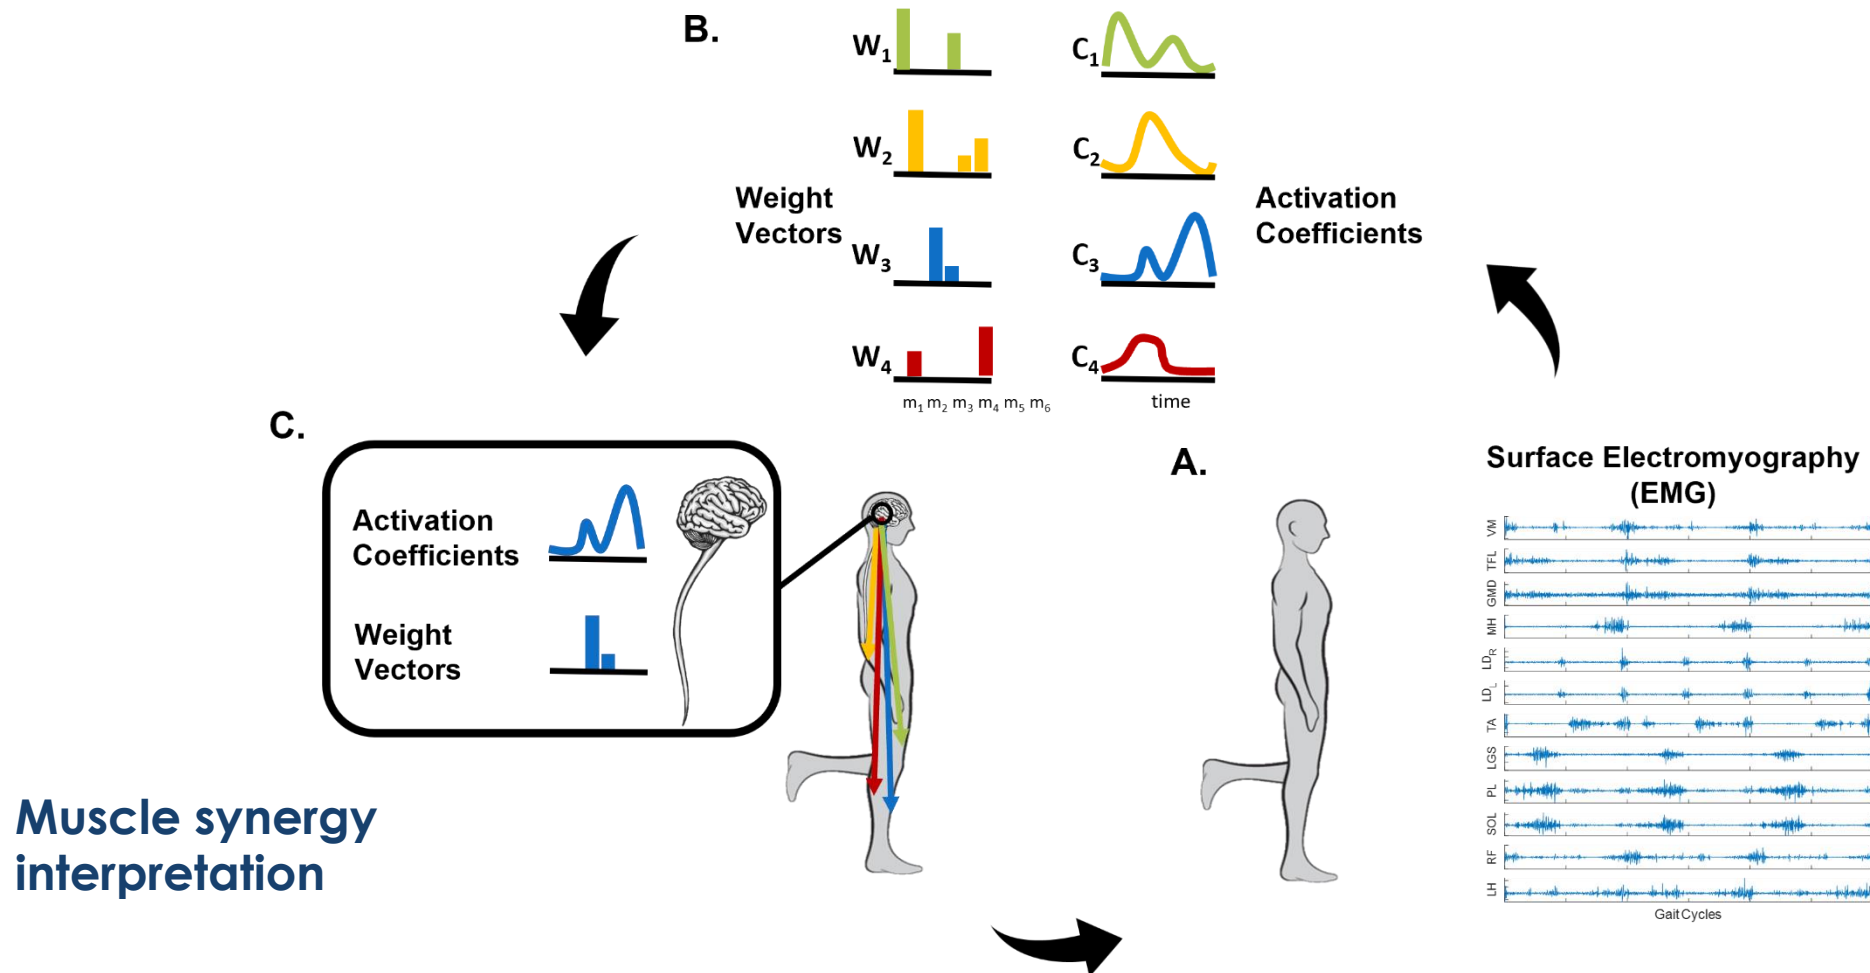 B.
W₁
C₁
W₂
C₂
Weight
Vectors
Activation
Coefficients
W₃
C₃
W₄
C₄
m₁ m₂ m₃ m₄ m₅ m₆
time
C.
Activation
Coefficients
Weight
Vectors
A.
Surface Electromyography
(EMG)
VM
TFL
GMD
MH
LD_R
LD_L
TA
LGS
PL
SOL
RF
LH
Gait Cycles
Muscle synergy
interpretation